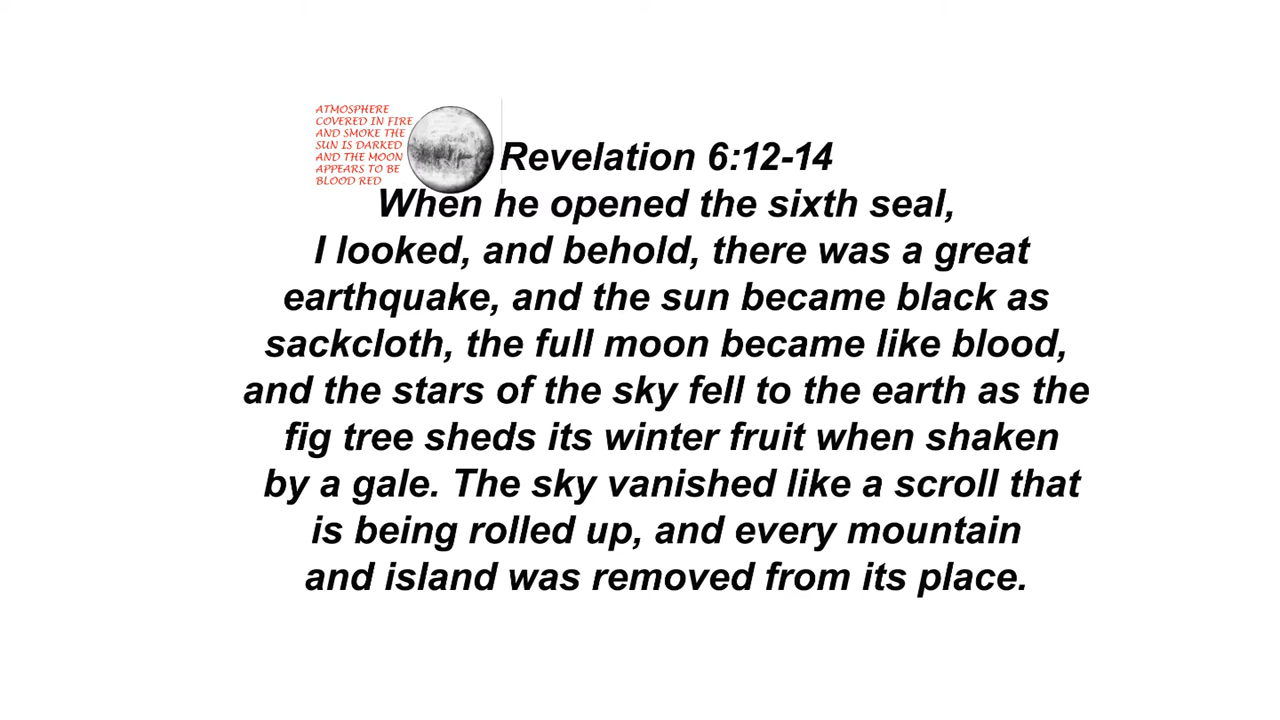 ATMOSPHERE
COVERED IN FIRE
AND SMOKE THE
SUN IS DARKED
AND THE MOON
APPEARS TO BE
BLOOD RED
Revelation 6:12-14
When he opened the sixth seal,
I looked, and behold, there was a great
earthquake, and the sun became black as
sackcloth, the full moon became like blood,
and the stars of the sky fell to the earth as the
fig tree sheds its winter fruit when shaken
by a gale. The sky vanished like a scroll that
is being rolled up, and every mountain
and island was removed from its place.